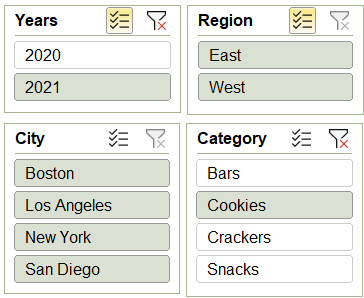 Years
2020
2021
Region
East
West
City
Boston
Los Angeles
New York
San Diego
Category
Bars
Cookies
Crackers
Snacks